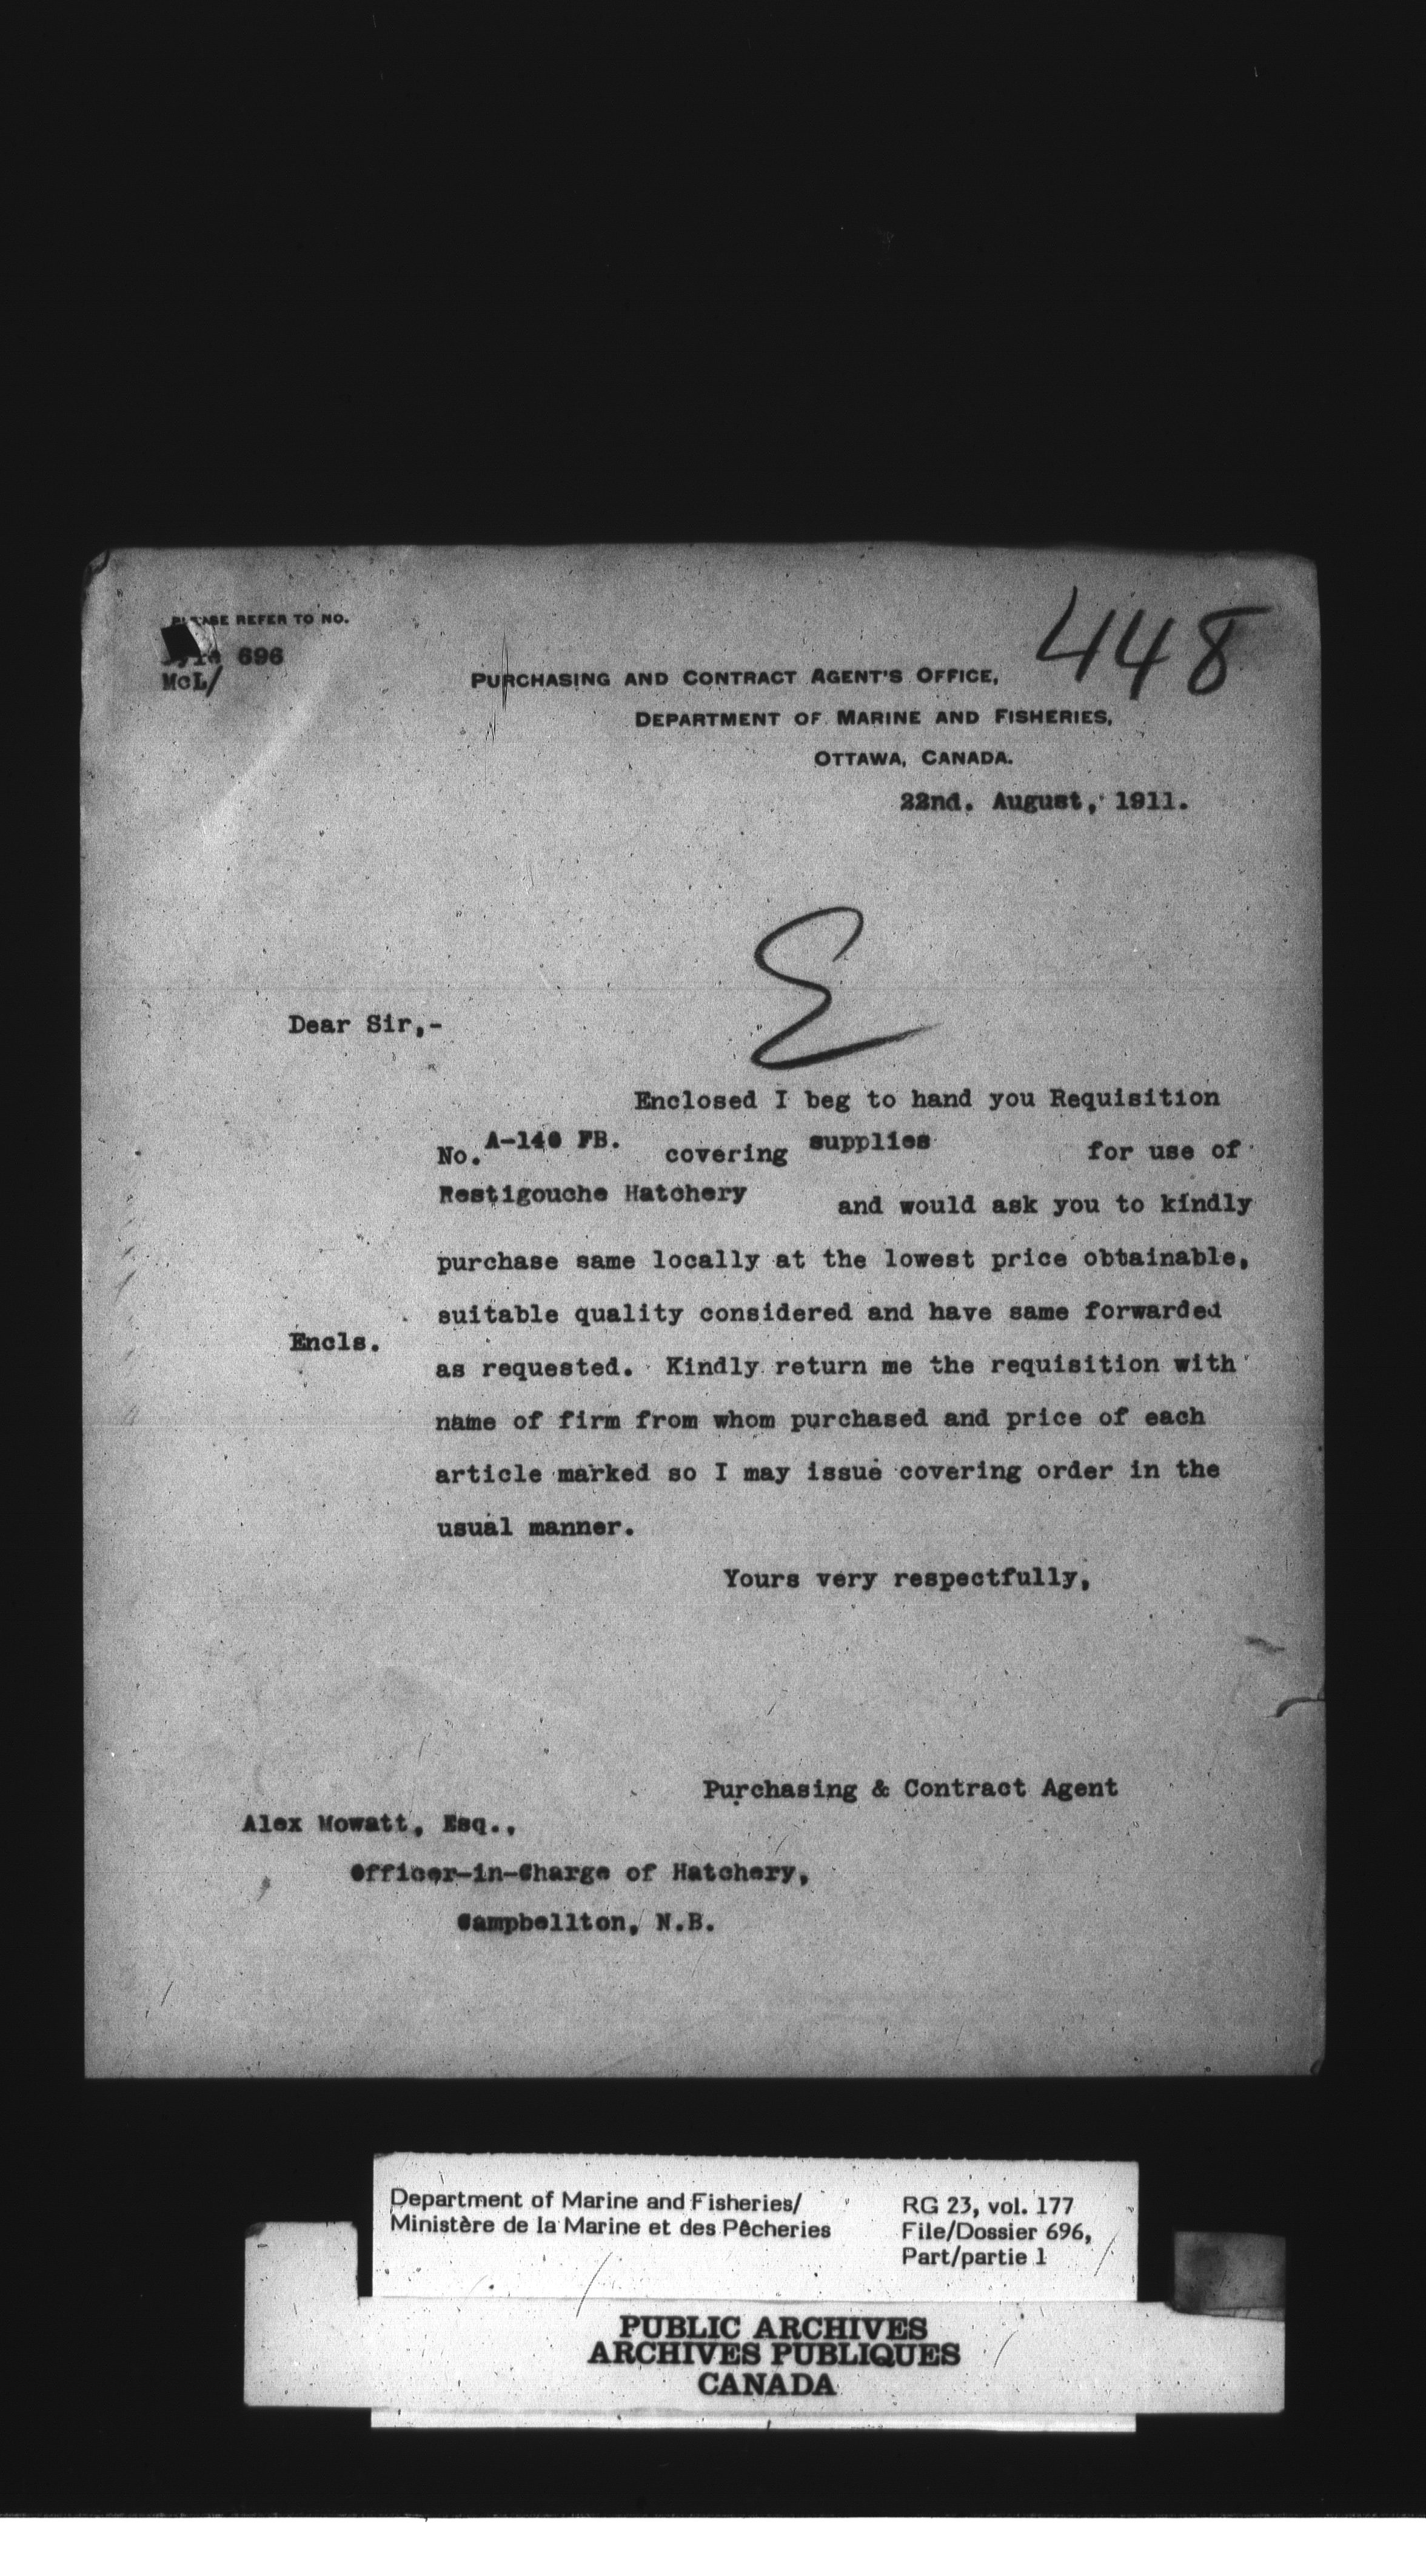 PLEASE REFER TO NO.
696
McL/
448
PURCHASING AND CONTRACT AGENT'S OFFICE,
DEPARTMENT OF MARINE AND FISHERIES,
OTTAWA, CANADA.
22nd. August, 1911.
Dear Sir,-
Enclosed I beg to hand you Requisition
No. A-140 FB. covering supplies for use of
Restigouche Hatchery and would ask you to kindly
purchase same locally at the lowest price obtainable,
suitable quality considered and have same forwarded
Encls.
as requested. Kindly return me the requisition with
name of firm from whom purchased and price of each
article marked so I may issue covering order in the
usual manner.
Yours very respectfully,
Purchasing & Contract Agent
Alex Mowatt, Esq.,
Officer-in-Charge of Hatchery,
Campbellton, N.B.
Department of Marine and Fisheries/
Ministère de la Marine et des Pêcheries
RG 23, vol. 177
File/Dossier 696,
Part/partie 1
PUBLIC ARCHIVES
ARCHIVES PUBLIQUES
CANADA